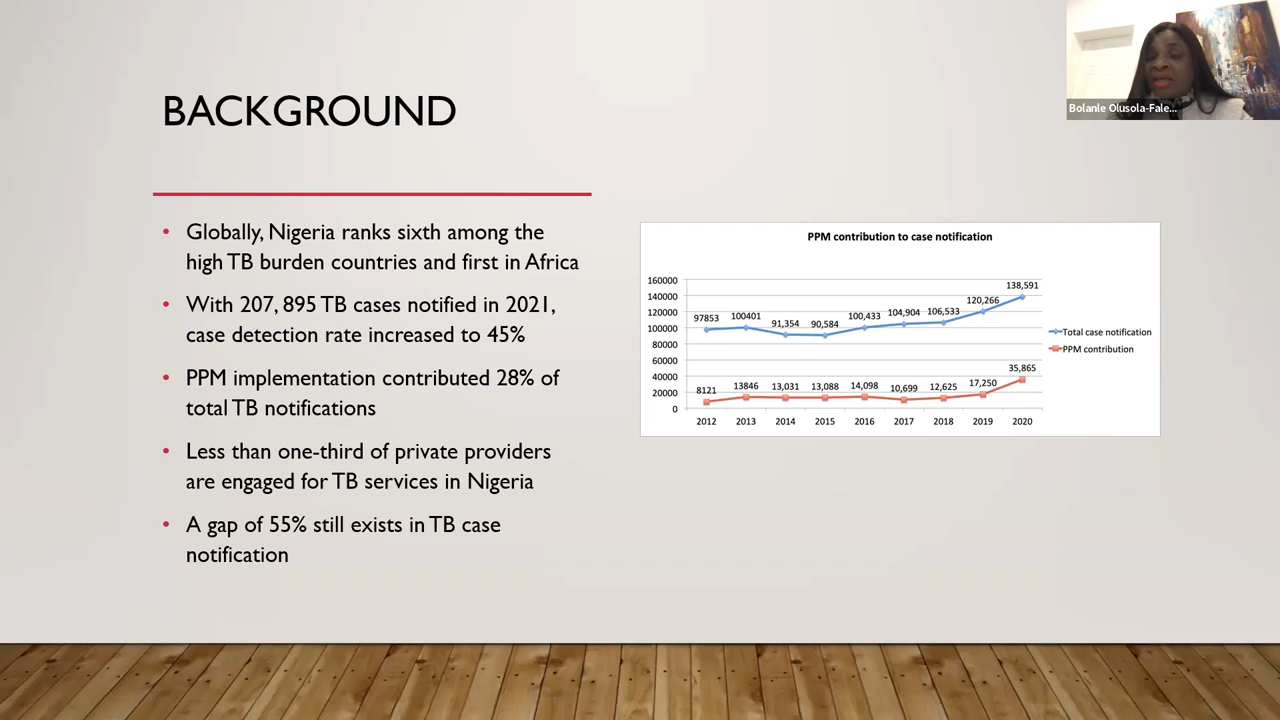 BACKGROUND
Bolanle Olusola-Fale...
• Globally, Nigeria ranks sixth among the
high TB burden countries and first in Africa
• With 207, 895 TB cases notified in 2021,
case detection rate increased to 45%
• PPM implementation contributed 28% of
total TB notifications
• Less than one-third of private providers
are engaged for TB services in Nigeria
• A gap of 55% still exists in TB case
notification
PPM contribution to case notification
160000
140000
120000
100000
80000
60000
40000
20000
0
97853 100401 91,354 90,584 100,433 104,904 106,533 120,266 138,591
8121 13846 13,031 13,088 14,098 10,699 12,625 17,250 35,865
2012 2013 2014 2015 2016 2017 2018 2019 2020
Total case notification
PPM contribution